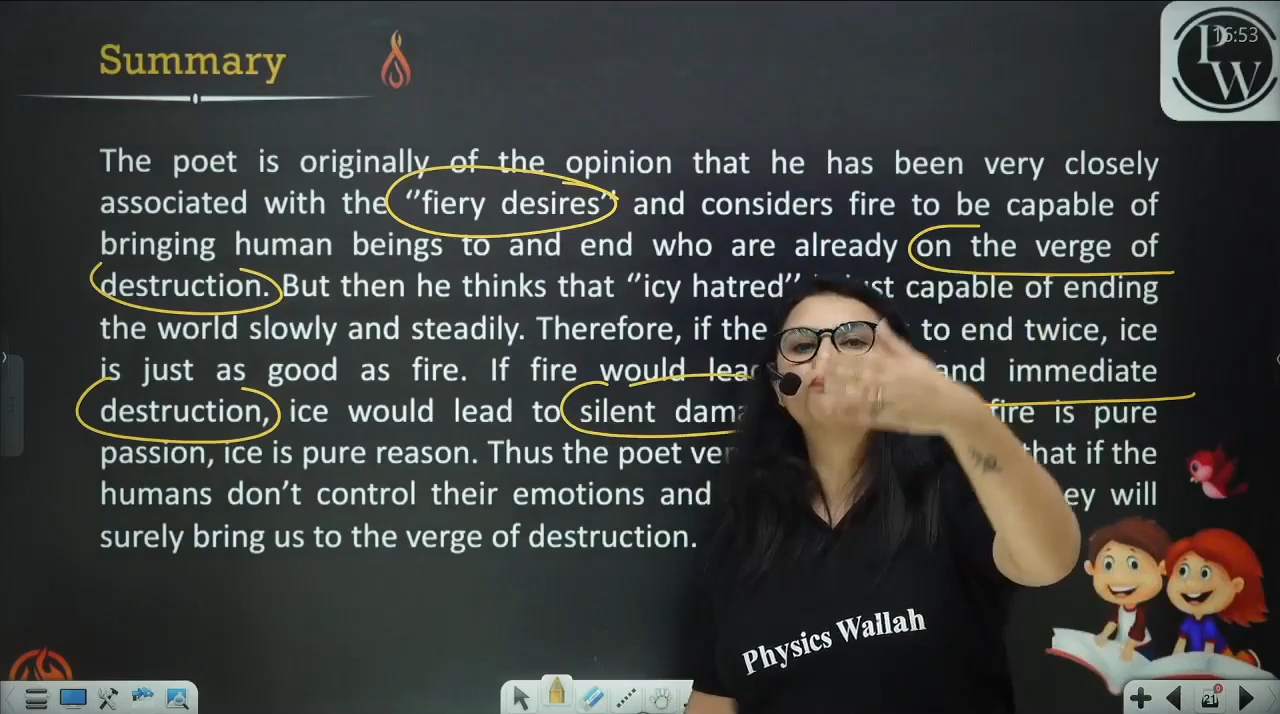 Summary
16:53
PW
The poet is originally of the opinion that he has been very closely
associated with the ‘‘fiery desires’’ and considers fire to be capable of
bringing human beings to and end who are already on the verge of
destruction. But then he thinks that ‘‘icy hatred’’ capable of ending
the world slowly and steadily. Therefore, if the to end twice, ice
is just as good as fire. If fire would and immediate
destruction, ice would lead to silent fire is pure
passion, ice is pure reason. Thus the poet that if the
humans don’t control their emotions and will
surely bring us to the verge of destruction.
Physics Wallah
21